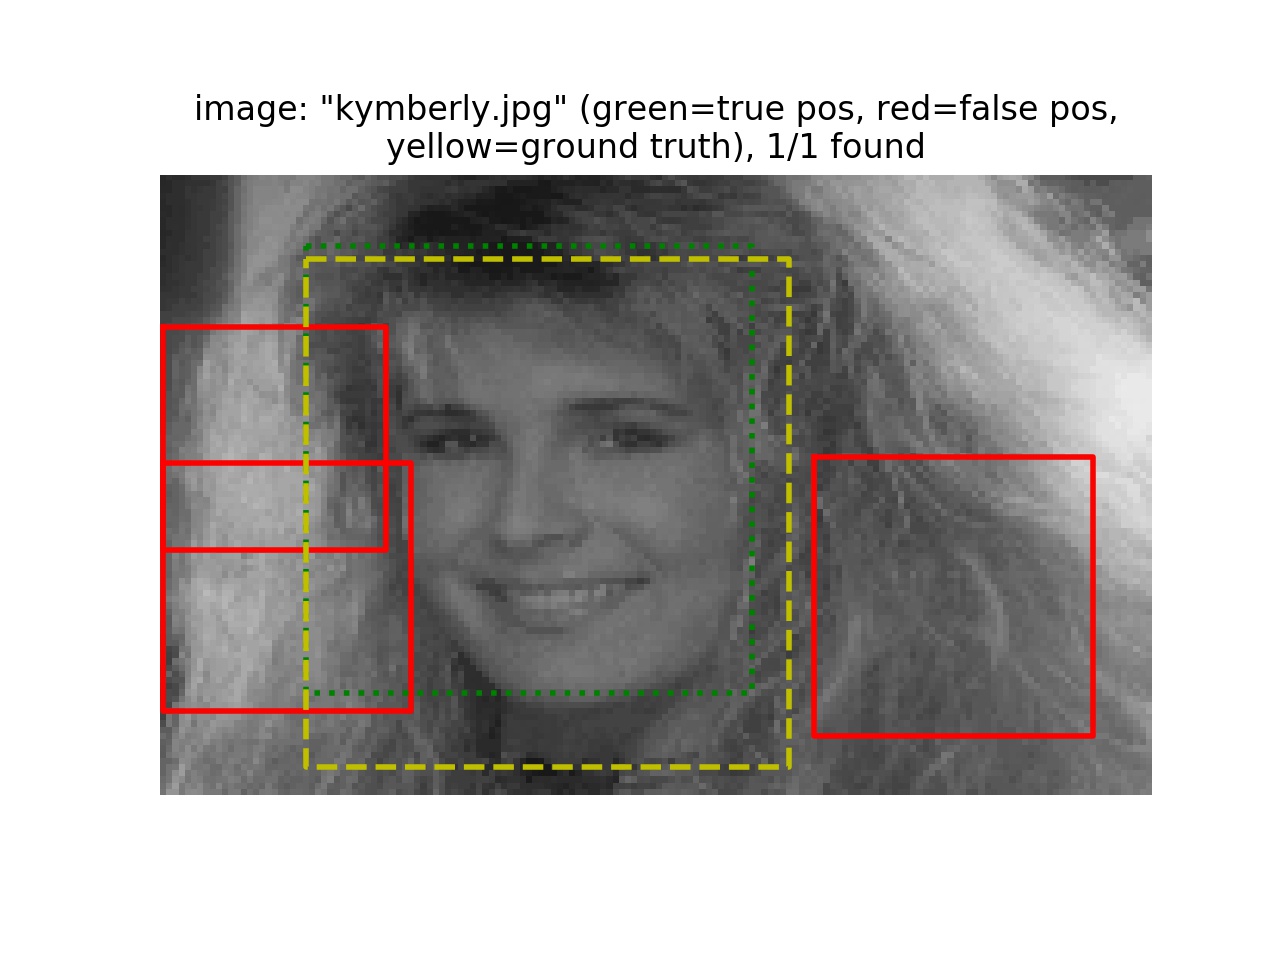 image: "kymberly.jpg" (green=true pos, red=false pos,
yellow=ground truth), 1/1 found